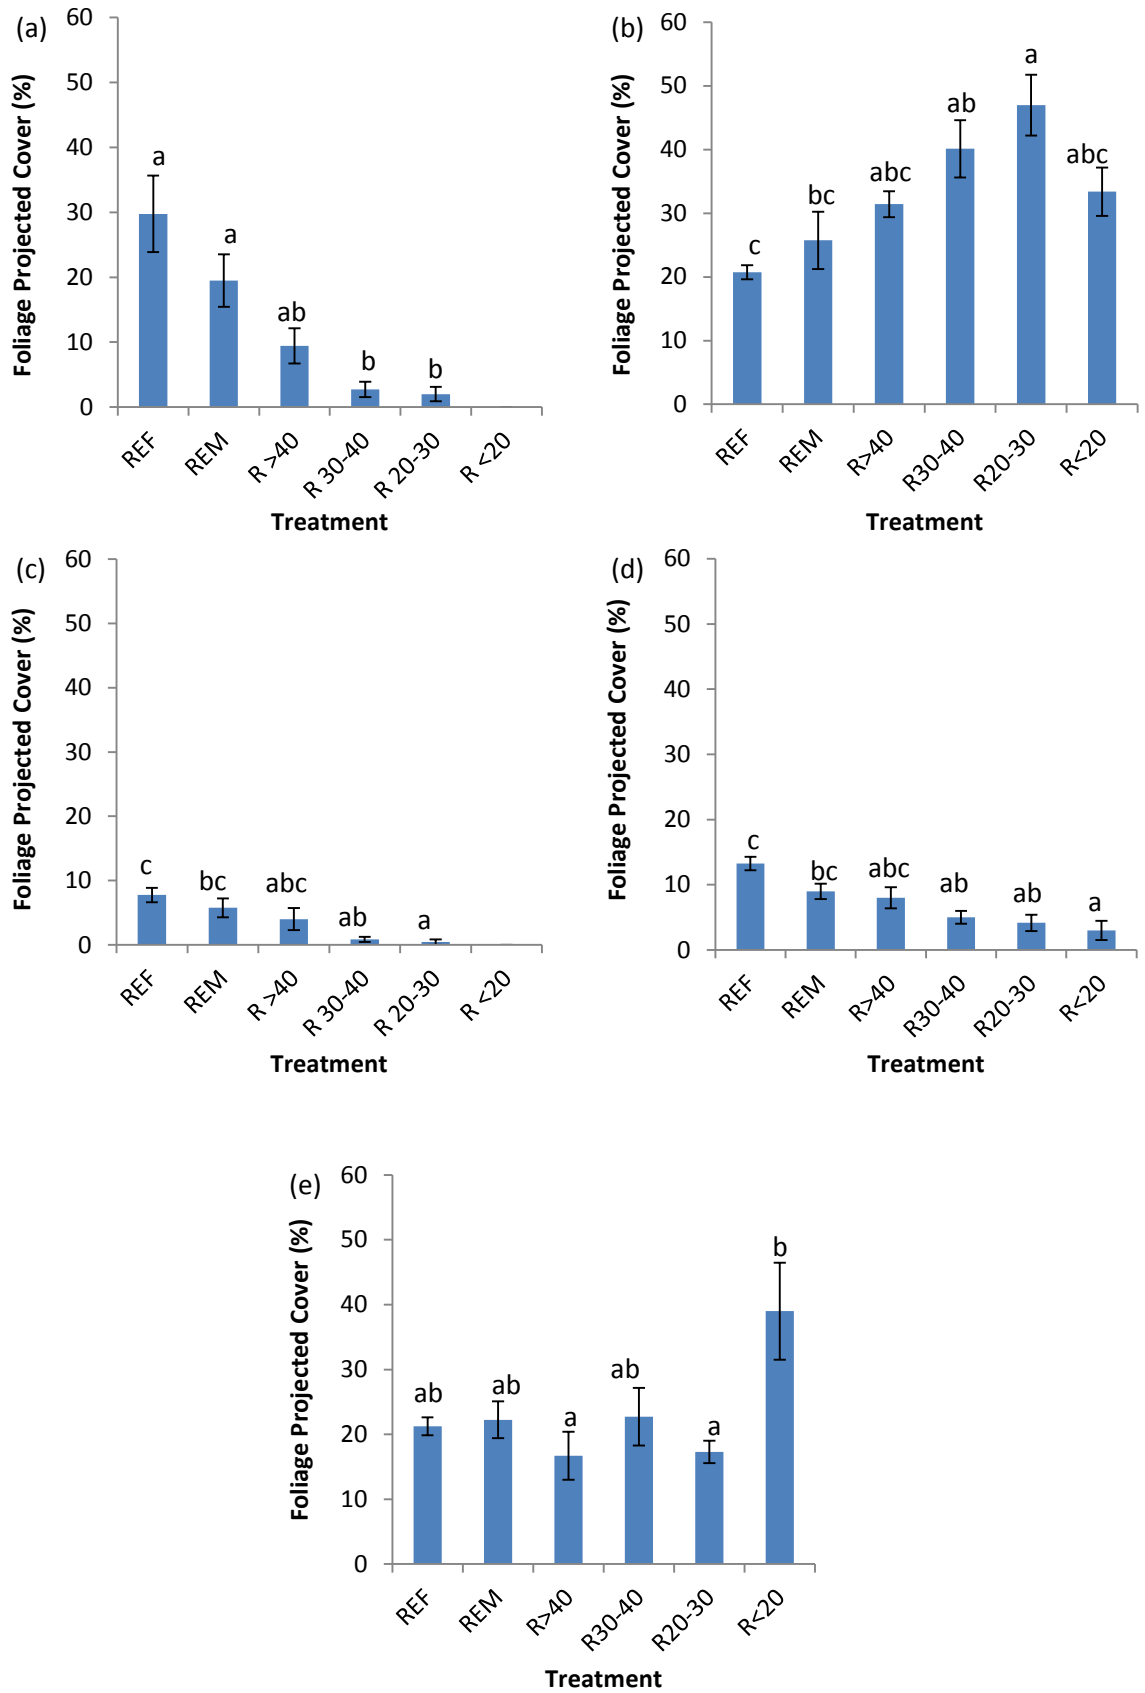 (a)
Foliage Projected Cover (%)
60
50
40
30
20
10
0
a
a
ab
b
b
REF
REM
R >40
R 30-40
R 20-30
R <20
Treatment
(b)
Foliage Projected Cover (%)
60
50
40
30
20
10
0
c
bc
abc
ab
a
abc
REF
REM
R>40
R30-40
R20-30
R<20
Treatment
(c)
Foliage Projected Cover (%)
60
50
40
30
20
10
0
c
bc
abc
ab
a
REF
REM
R >40
R 30-40
R 20-30
R <20
Treatment
(d)
Foliage Projected Cover (%)
60
50
40
30
20
10
0
c
bc
abc
ab
ab
a
REF
REM
R>40
R30-40
R20-30
R<20
Treatment
(e)
Foliage Projected Cover (%)
60
50
40
30
20
10
0
ab
ab
a
ab
a
b
REF
REM
R>40
R30-40
R20-30
R<20
Treatment